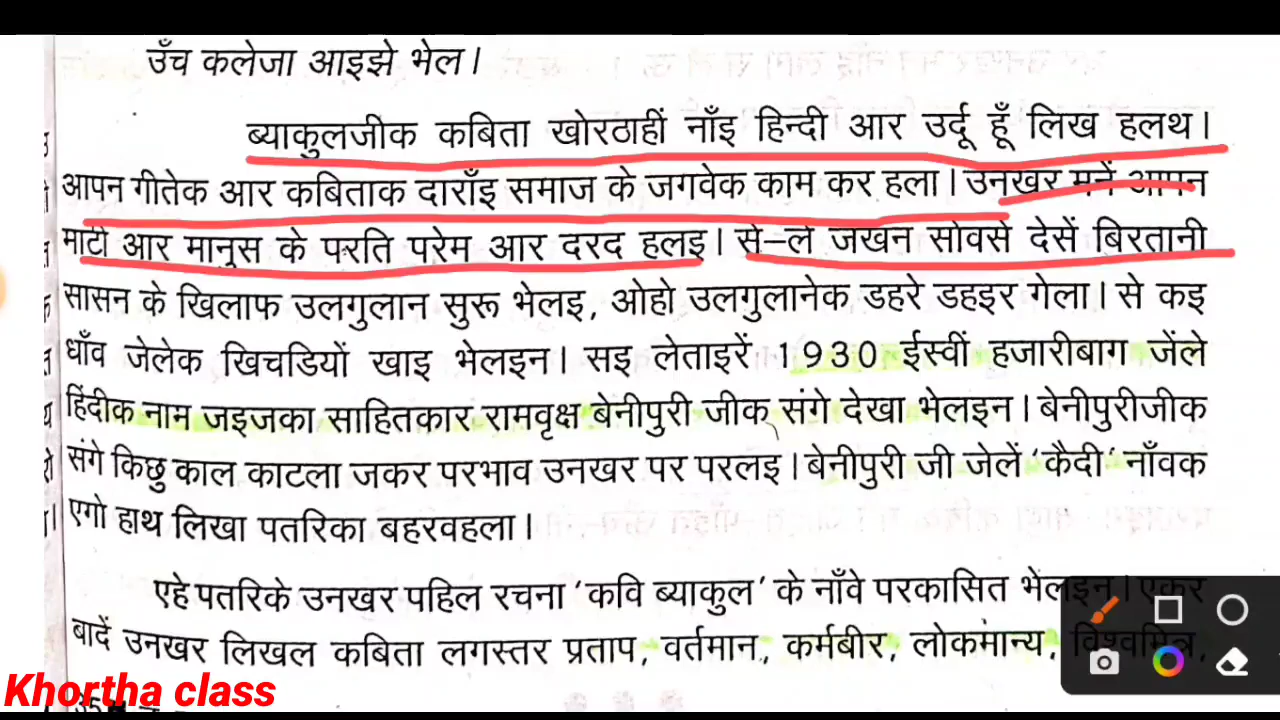 उँच कलेजा आइझे भेल।
ब्याकुलजीक कबिता खोरठाहीं नाँइ हिन्दी आर उर्दू हूँ लिख हलथ।
आपन गीतेक आर कबिताक दाराँइ समाज के जगवेक काम कर हला। उनखर मनें आपन
माटी आर मानुस के परति परेम आर दरद हलइ। से–ले जखन सोवसे देसें बिरतानी
सासन के खिलाफ उलगुलान सुरू भेलइ, ओहो उलगुलानेक डहरे डहइर गेला। से कइ
धाँव जेलेक खिचडियों खाइ भेलइन। सइ लेताइरें 1930 ईस्वीं हजारीबाग जेंले
हिंदीक नाम जइजका साहितकार रामवृक्ष बेनीपुरी जीक संगे देखा भेलइन। बेनीपुरीजीक
संगे किछु काल काटला जकर परभाव उनखर पर परलइ। बेनीपुरी जी जेलें ‘कैदी’ नाँवक
एगो हाथ लिखा पतरिका बहरवहला।
एहे पतरिके उनखर पहिल रचना ‘कवि ब्याकुल’ के नाँवे परकासित भेलइन। एकर
बादें उनखर लिखल कबिता लगस्तर प्रताप, वर्तमान, कर्मबीर, लोकमान्य, विश्वमित्र,
Khortha class